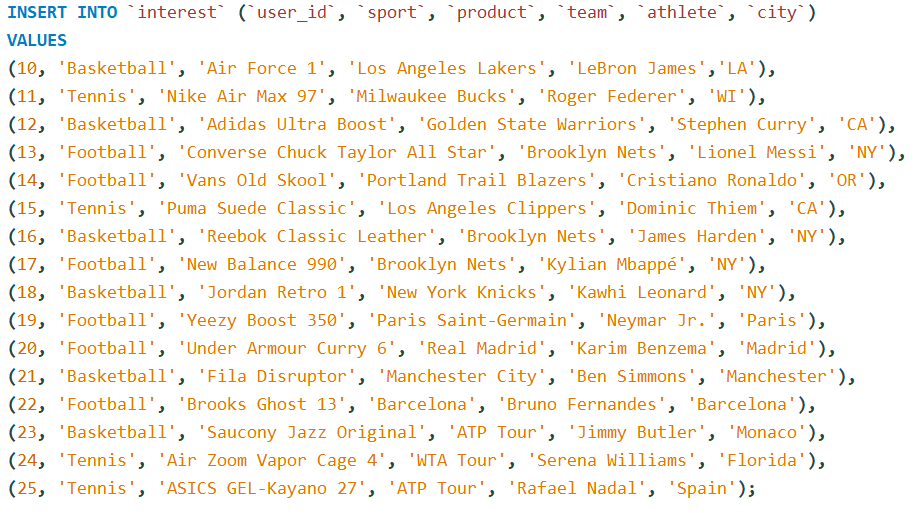 INSERT INTO `interest` (`user_id`, `sport`, `product`, `team`, `athlete`, `city`)
VALUES
(10, 'Basketball', 'Air Force 1', 'Los Angeles Lakers', 'LeBron James','LA'),
(11, 'Tennis', 'Nike Air Max 97', 'Milwaukee Bucks', 'Roger Federer', 'WI'),
(12, 'Basketball', 'Adidas Ultra Boost', 'Golden State Warriors', 'Stephen Curry', 'CA'),
(13, 'Football', 'Converse Chuck Taylor All Star', 'Brooklyn Nets', 'Lionel Messi', 'NY'),
(14, 'Football', 'Vans Old Skool', 'Portland Trail Blazers', 'Cristiano Ronaldo', 'OR'),
(15, 'Tennis', 'Puma Suede Classic', 'Los Angeles Clippers', 'Dominic Thiem', 'CA'),
(16, 'Basketball', 'Reebok Classic Leather', 'Brooklyn Nets', 'James Harden', 'NY'),
(17, 'Football', 'New Balance 990', 'Brooklyn Nets', 'Kylian Mbappé', 'NY'),
(18, 'Basketball', 'Jordan Retro 1', 'New York Knicks', 'Kawhi Leonard', 'NY'),
(19, 'Football', 'Yeezy Boost 350', 'Paris Saint-Germain', 'Neymar Jr.', 'Paris'),
(20, 'Football', 'Under Armour Curry 6', 'Real Madrid', 'Karim Benzema', 'Madrid'),
(21, 'Basketball', 'Fila Disruptor', 'Manchester City', 'Ben Simmons', 'Manchester'),
(22, 'Football', 'Brooks Ghost 13', 'Barcelona', 'Bruno Fernandes', 'Barcelona'),
(23, 'Basketball', 'Saucony Jazz Original', 'ATP Tour', 'Jimmy Butler', 'Monaco'),
(24, 'Tennis', 'Air Zoom Vapor Cage 4', 'WTA Tour', 'Serena Williams', 'Florida'),
(25, 'Tennis', 'ASICS GEL-Kayano 27', 'ATP Tour', 'Rafael Nadal', 'Spain');